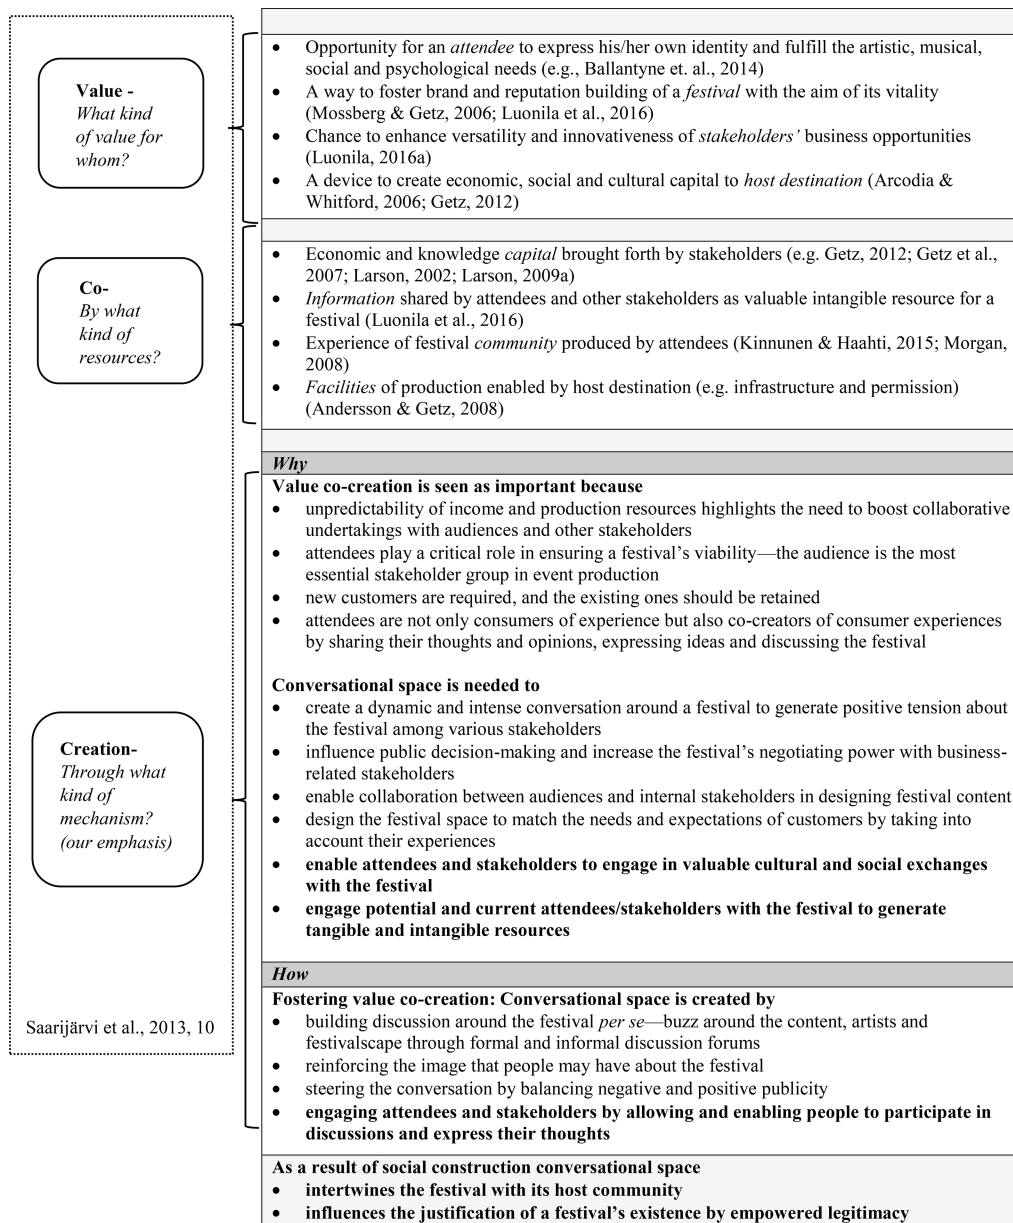 Value -
What kind
of value for
whom?
• Opportunity for an attendee to express his/her own identity and fulfill the artistic, musical,
social and psychological needs (e.g., Ballantyne et. al., 2014)
• A way to foster brand and reputation building of a festival with the aim of its vitality
(Mossberg & Getz, 2006; Luonila et al., 2016)
• Chance to enhance versatility and innovativeness of stakeholders’ business opportunities
(Luonila, 2016a)
• A device to create economic, social and cultural capital to host destination (Arcodia &
Whitford, 2006; Getz, 2012)
Co-
By what
kind of
resources?
• Economic and knowledge capital brought forth by stakeholders (e.g. Getz, 2012; Getz et al.,
2007; Larson, 2002; Larson, 2009a)
• Information shared by attendees and other stakeholders as valuable intangible resource for a
festival (Luonila et al., 2016)
• Experience of festival community produced by attendees (Kinnunen & Haahti, 2015; Morgan,
2008)
• Facilities of production enabled by host destination (e.g. infrastructure and permission)
(Andersson & Getz, 2008)
Creation-
Through what
kind of
mechanism?
(our emphasis)
Why
Value co-creation is seen as important because
• unpredictability of income and production resources highlights the need to boost collaborative
undertakings with audiences and other stakeholders
• attendees play a critical role in ensuring a festival’s viability—the audience is the most
essential stakeholder group in event production
• new customers are required, and the existing ones should be retained
• attendees are not only consumers of experience but also co-creators of consumer experiences
by sharing their thoughts and opinions, expressing ideas and discussing the festival
Conversational space is needed to
• create a dynamic and intense conversation around a festival to generate positive tension about
the festival among various stakeholders
• influence public decision-making and increase the festival’s negotiating power with business-
related stakeholders
• enable collaboration between audiences and internal stakeholders in designing festival content
• design the festival space to match the needs and expectations of customers by taking into
account their experiences
• enable attendees and stakeholders to engage in valuable cultural and social exchanges
with the festival
• engage potential and current attendees/stakeholders with the festival to generate
tangible and intangible resources
How
Fostering value co-creation: Conversational space is created by
• building discussion around the festival per se—buzz around the content, artists and
festivalscape through formal and informal discussion forums
• reinforcing the image that people may have about the festival
• steering the conversation by balancing negative and positive publicity
• engaging attendees and stakeholders by allowing and enabling people to participate in
discussions and express their thoughts
Saarijärvi et al., 2013, 10
As a result of social construction conversational space
• intertwines the festival with its host community
• influences the justification of a festival’s existence by empowered legitimacy